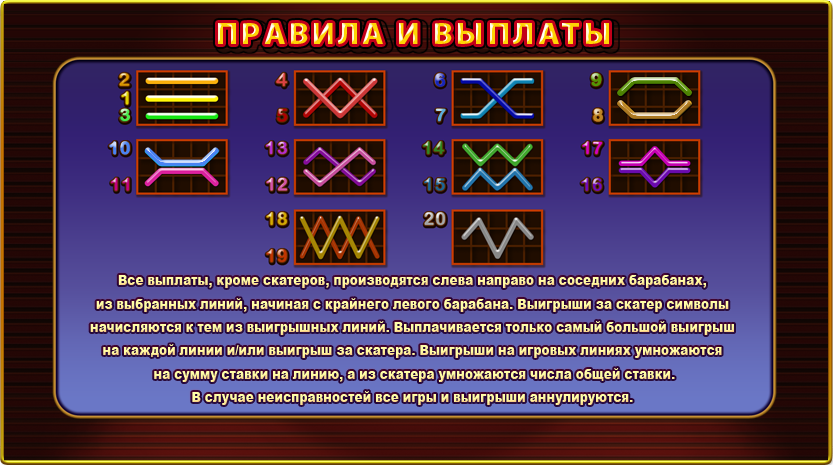 ПРАВИЛА И ВЫПЛАТЫ
2 4 6 9
1
3 5 7 8
10 13 14 17
11 12 15 16
18 20
19
Все выплаты, кроме скатеров, производятся слева направо на соседних барабанах,
из выбранных линий, начиная с крайнего левого барабана. Выигрыши за скатер символы
начисляются к тем из выигрышных линий. Выплачивается только самый большой выигрыш
на каждой линии и/или выигрыш за скатера. Выигрыши на игровых линиях умножаются
на сумму ставки на линию, а из скатера умножаются числа общей ставки.
В случае неисправностей все игры и выигрыши аннулируются.